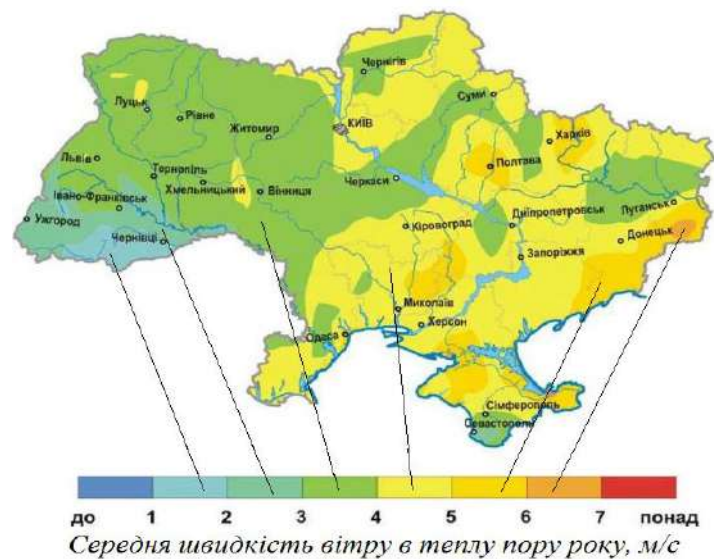 Чернігів
Луцьк
Рівне
Суми
Житомир
КИЇВ
Харків
Львів
Тернопіль
Полтава
Хмельницький
Вінниця
Черкаси
Івано-Франківськ
Луганськ
Ужгород
Чернівці
Кіровоград
Дніпропетровськ
Донецьк
Запоріжжя
Миколаїв
Одеса
Херсон
Сімферополь
Севастополь
до 1 2 3 4 5 6 7 понад
Середня швидкість вітру в теплу пору року, м/с